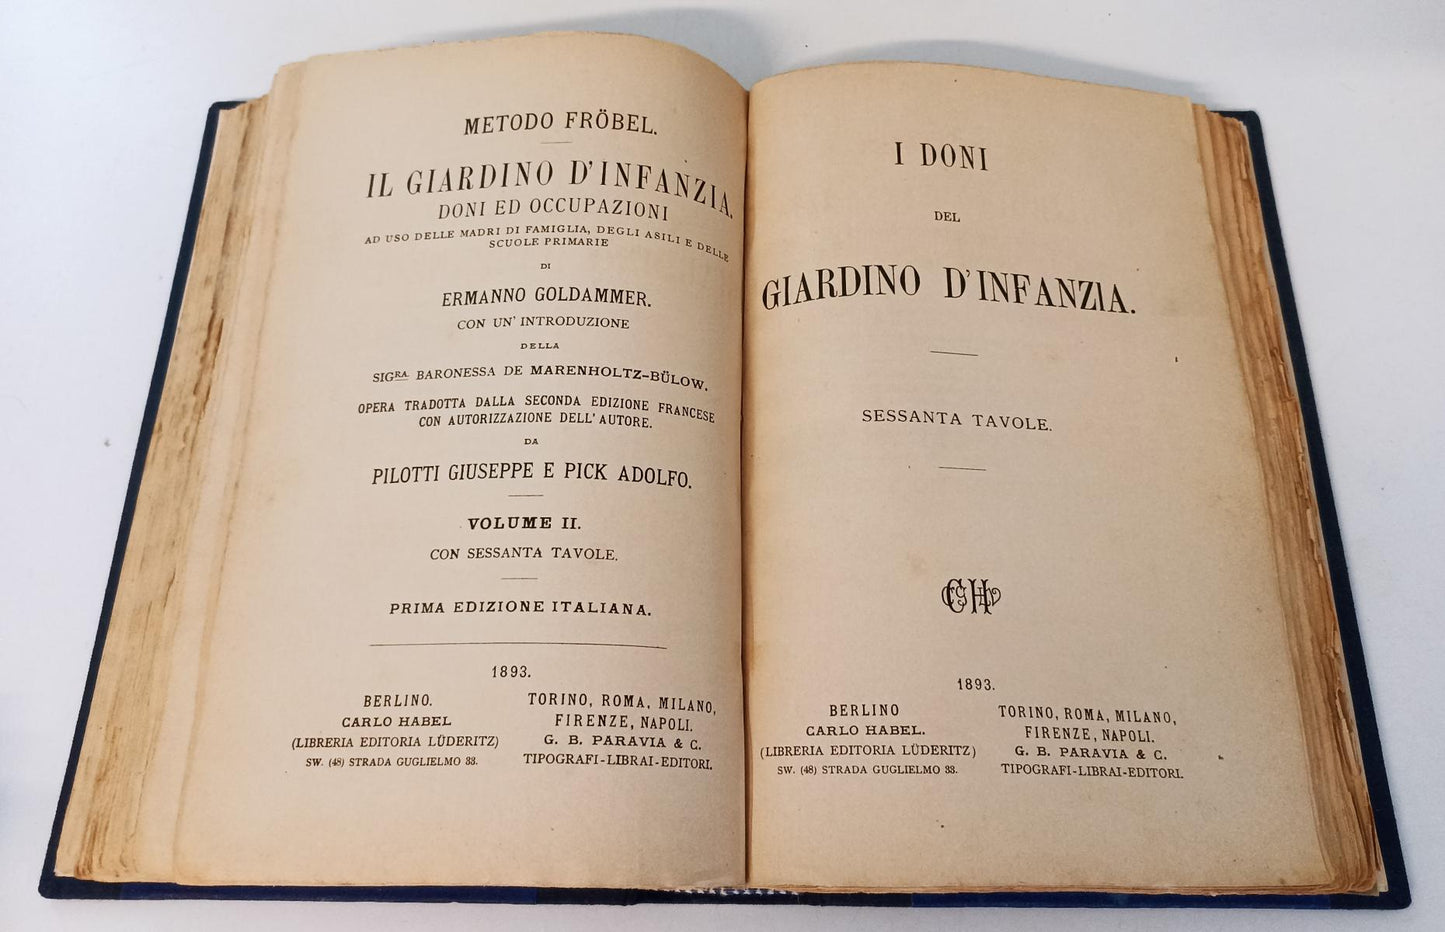 METODO FRÖBEL.
IL GIARDINO D'INFANZIA.
DONI ED OCCUPAZIONI
AD USO DELLE MADRI DI FAMIGLIA, DEGLI ASILI E DELLE
SCUOLE PRIMARIE
DI
ERMANNO GOLDAMMER.
CON UN' INTRODUZIONE
DELLA
SIGRA. BARONESSA DE MARENHOLTZ-BÜLOW.
OPERA TRADOTTA DALLA SECONDA EDIZIONE FRANCESE
CON AUTORIZZAZIONE DELL' AUTORE.
DA
PILOTTI GIUSEPPE E PICK ADOLFO.
VOLUME II.
CON SESSANTA TAVOLE.
PRIMA EDIZIONE ITALIANA.
1893.
BERLINO.
CARLO HABEL
(LIBRERIA EDITORIA LÜDERITZ)
SW. (48) STRADA GUGLIELMO 33.
TORINO, ROMA, MILANO,
FIRENZE, NAPOLI.
G. B. PARAVIA & C.
TIPOGRAFI-LIBRAI-EDITORI.
I DONI
DEL
GIARDINO D'INFANZIA.
SESSANTA TAVOLE.
1893.
BERLINO
CARLO HABEL.
(LIBRERIA EDITORIA LÜDERITZ)
SW. (48) STRADA GUGLIELMO 33.
TORINO, ROMA, MILANO,
FIRENZE, NAPOLI.
G. B. PARAVIA & C.
TIPOGRAFI-LIBRAI-EDITORI.